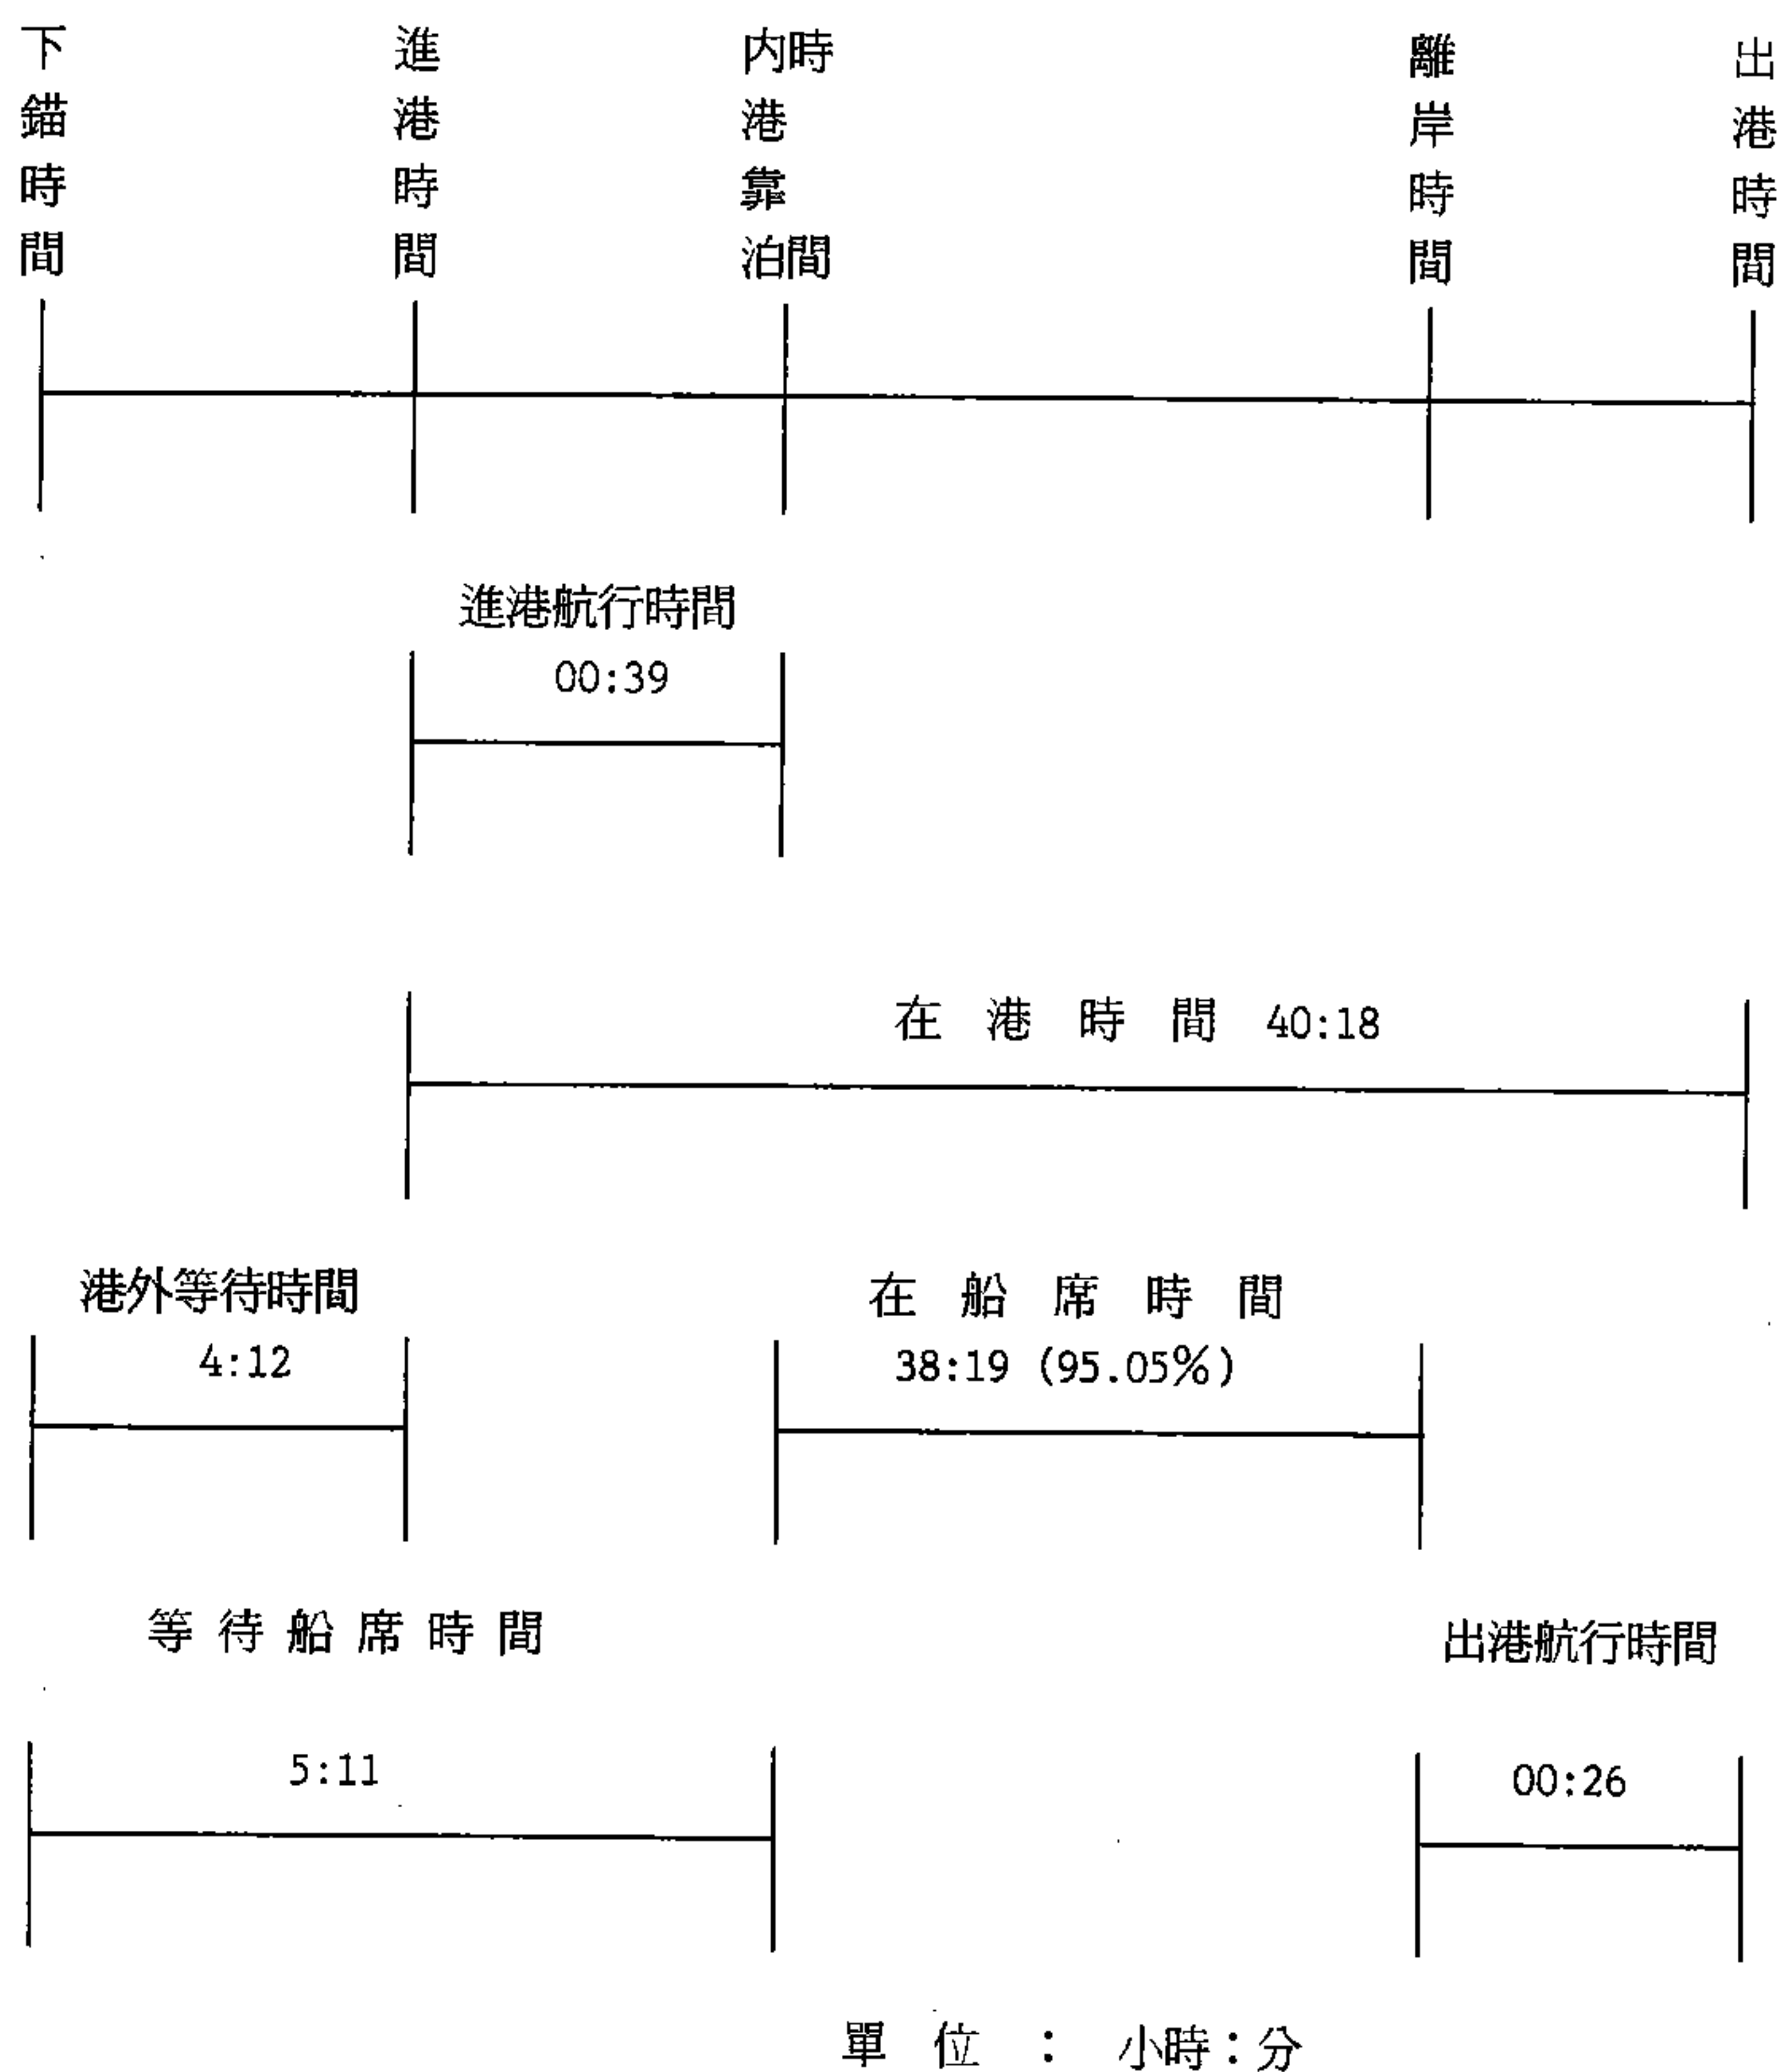 下錨時間
進港時間
内港靠泊時間
離岸時間
出港時間
進港航行時間
00:39
在港時間 40:18
港外等待時間
4:12
在船席時間
38:19 (95.05%)
等待船席時間
5:11
出港航行時間
00:26
單位：小時：分